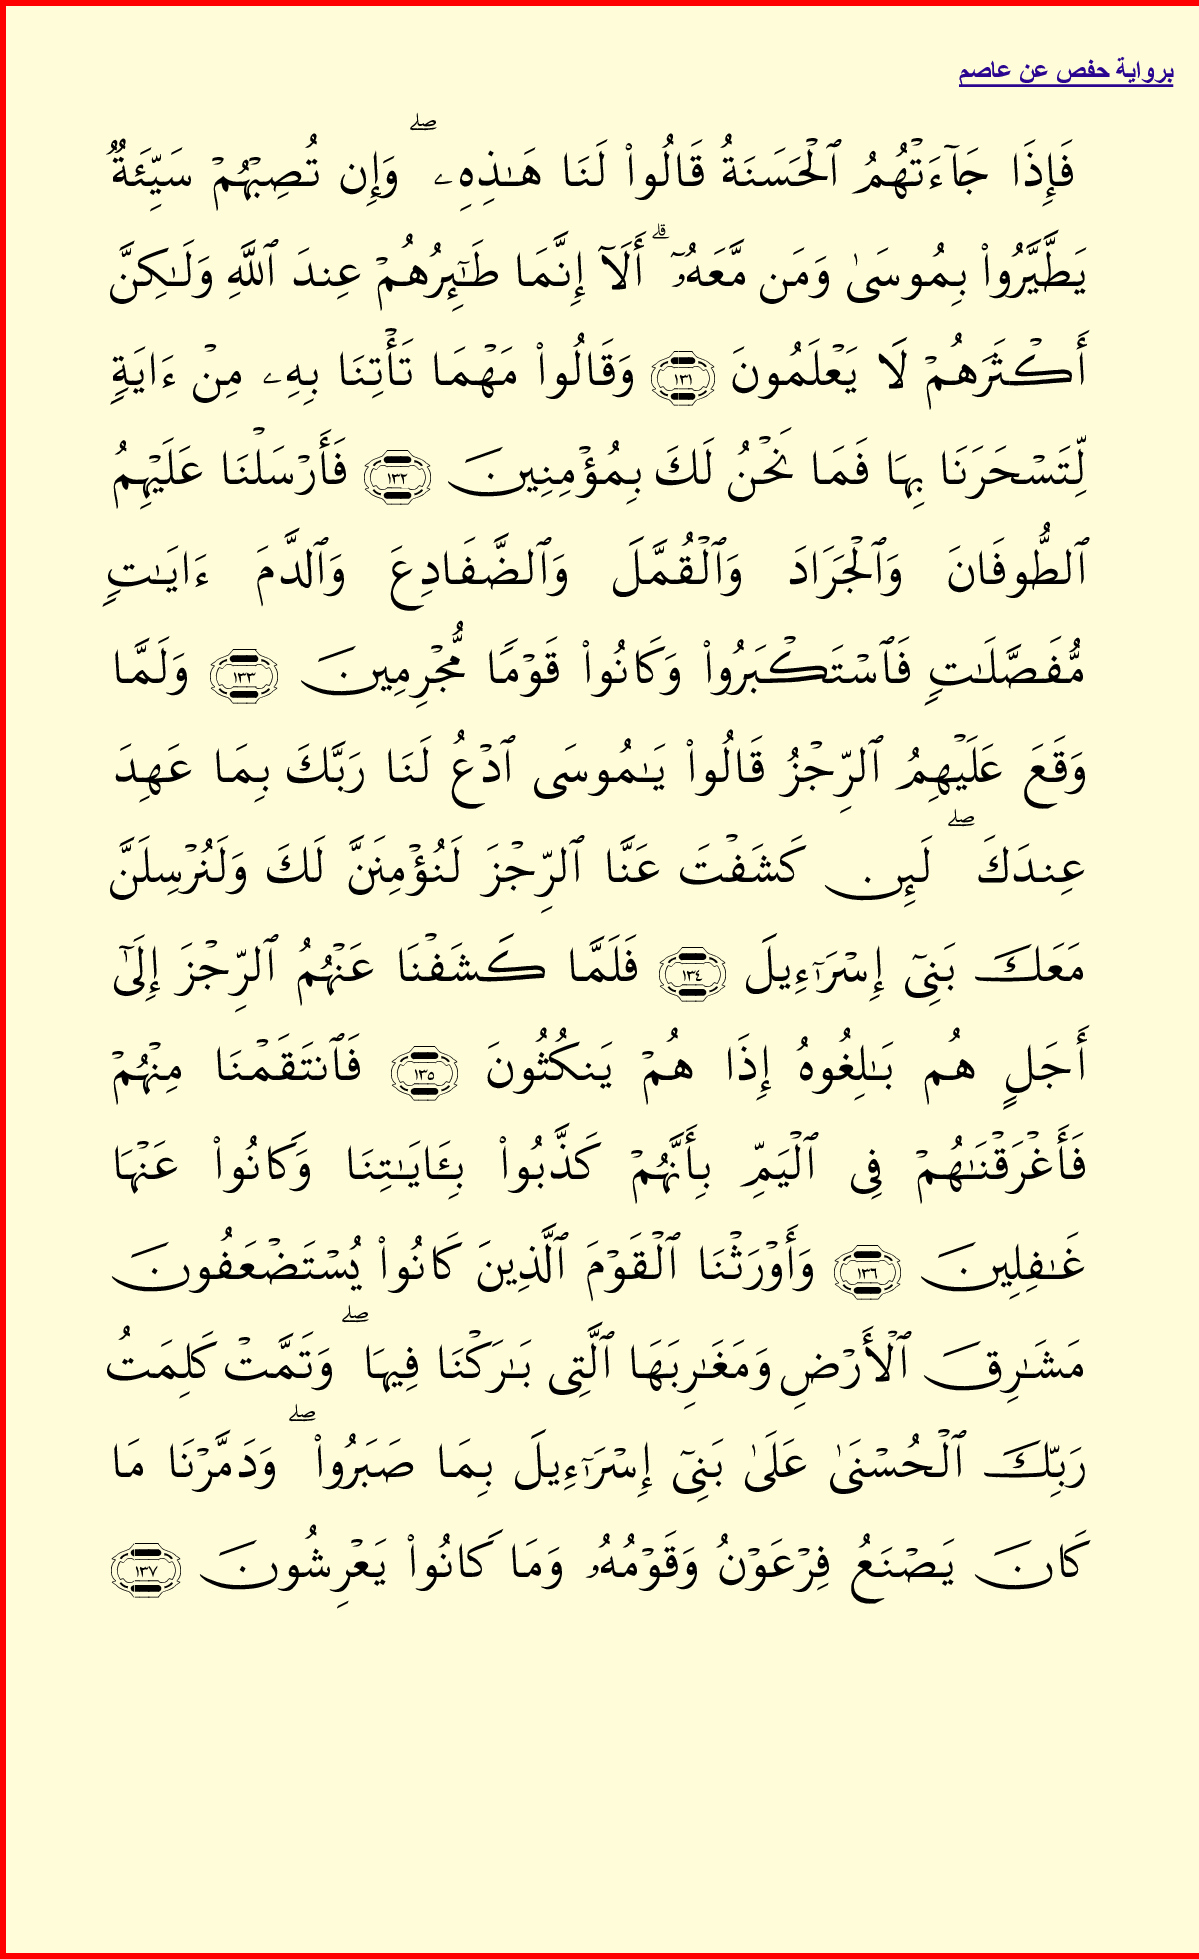 برواية حفص عن عاصم
فَإِذَا جَآءَتْهُمُ ٱلْحَسَنَةُ قَالُوا۟ لَنَا هَـٰذِهِۦ ۖ وَإِن تُصِبْهُمْ سَيِّئَةٌ
يَطَّيَّرُوا۟ بِمُوسَىٰ وَمَن مَّعَهُۥٓ ۗ أَلَآ إِنَّمَا طَـٰٓئِرُهُمْ عِندَ ٱللَّهِ وَلَـٰكِنَّ
أَكْثَرَهُمْ لَا يَعْلَمُونَ ١٣١ وَقَالُوا۟ مَهْمَا تَأْتِنَا بِهِۦ مِنْ ءَايَةٍ
لِّتَسْحَرَنَا بِهَا فَمَا نَحْنُ لَكَ بِمُؤْمِنِينَ ١٣٢ فَأَرْسَلْنَا عَلَيْهِمُ
ٱلطُّوفَانَ وَٱلْجَرَادَ وَٱلْقُمَّلَ وَٱلضَّفَادِعَ وَٱلدَّمَ ءَايَـٰتٍ
مُّفَصَّلَـٰتٍ فَٱسْتَكْبَرُوا۟ وَكَانُوا۟ قَوْمًا مُّجْرِمِينَ ١٣٣ وَلَمَّا
وَقَعَ عَلَيْهِمُ ٱلرِّجْزُ قَالُوا۟ يَـٰمُوسَى ٱدْعُ لَنَا رَبَّكَ بِمَا عَهِدَ
عِندَكَ ۖ لَئِن كَشَفْتَ عَنَّا ٱلرِّجْزَ لَنُؤْمِنَنَّ لَكَ وَلَنُرْسِلَنَّ
مَعَكَ بَنِىٓ إِسْرَٰٓءِيلَ ١٣٤ فَلَمَّا كَشَفْنَا عَنْهُمُ ٱلرِّجْزَ إِلَىٰٓ
أَجَلٍ هُم بَـٰلِغُوهُ إِذَا هُمْ يَنكُثُونَ ١٣٥ فَٱنتَقَمْنَا مِنْهُمْ
فَأَغْرَقْنَـٰهُمْ فِى ٱلْيَمِّ بِأَنَّهُمْ كَذَّبُوا۟ بِـَٔايَـٰتِنَا وَكَانُوا۟ عَنْهَا
غَـٰفِلِينَ ١٣٦ وَأَوْرَثْنَا ٱلْقَوْمَ ٱلَّذِينَ كَانُوا۟ يُسْتَضْعَفُونَ
مَشَـٰرِقَ ٱلْأَرْضِ وَمَغَـٰرِبَهَا ٱلَّتِى بَـٰرَكْنَا فِيهَا ۖ وَتَمَّتْ كَلِمَتُ
رَبِّكَ ٱلْحُسْنَىٰ عَلَىٰ بَنِىٓ إِسْرَٰٓءِيلَ بِمَا صَبَرُوا۟ ۖ وَدَمَّرْنَا مَا
كَانَ يَصْنَعُ فِرْعَوْنُ وَقَوْمُهُۥ وَمَا كَانُوا۟ يَعْرِشُونَ ١٣٧